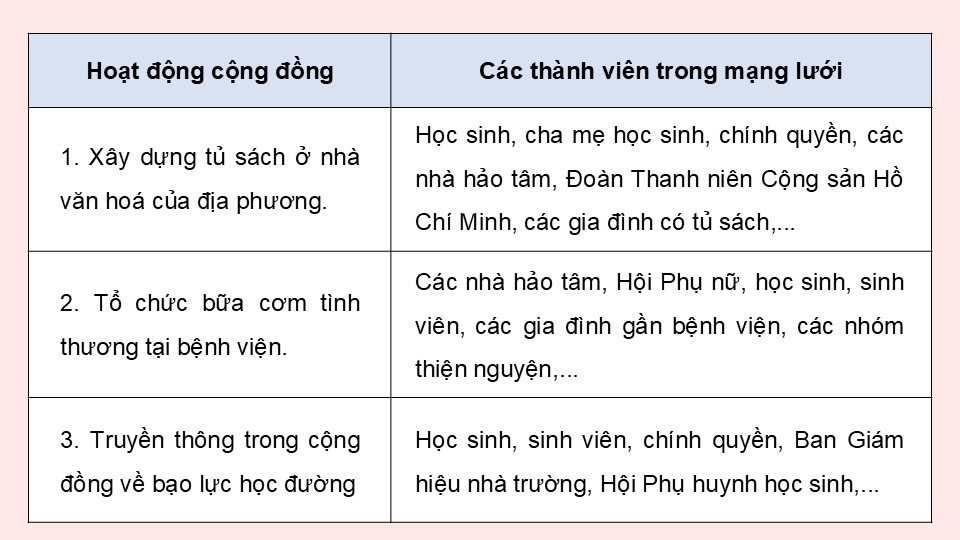 Hoạt động cộng đồng
Các thành viên trong mạng lưới
1. Xây dựng tủ sách ở nhà
văn hoá của địa phương.
Học sinh, cha mẹ học sinh, chính quyền, các
nhà hảo tâm, Đoàn Thanh niên Cộng sản Hồ
Chí Minh, các gia đình có tủ sách,...
2. Tổ chức bữa cơm tình
thương tại bệnh viện.
Các nhà hảo tâm, Hội Phụ nữ, học sinh, sinh
viên, các gia đình gần bệnh viện, các nhóm
thiện nguyện,...
3. Truyền thông trong cộng
đồng về bạo lực học đường
Học sinh, sinh viên, chính quyền, Ban Giám
hiệu nhà trường, Hội Phụ huynh học sinh,...